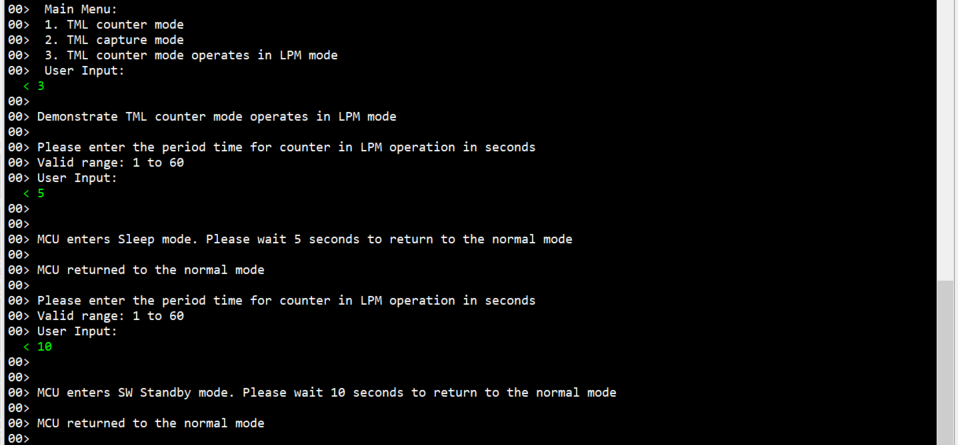 00>  Main Menu:
00>  1. TML counter mode
00>  2. TML capture mode
00>  3. TML counter mode operates in LPM mode
00>  User Input:
< 3
00>
00> Demonstrate TML counter mode operates in LPM mode
00>
00> Please enter the period time for counter in LPM operation in seconds
00> Valid range: 1 to 60
00> User Input:
< 5
00>
00>
00> MCU enters Sleep mode. Please wait 5 seconds to return to the normal mode
00>
00> MCU returned to the normal mode
00>
00> Please enter the period time for counter in LPM operation in seconds
00> Valid range: 1 to 60
00> User Input:
< 10
00>
00>
00> MCU enters SW Standby mode. Please wait 10 seconds to return to the normal mode
00>
00> MCU returned to the normal mode
00>